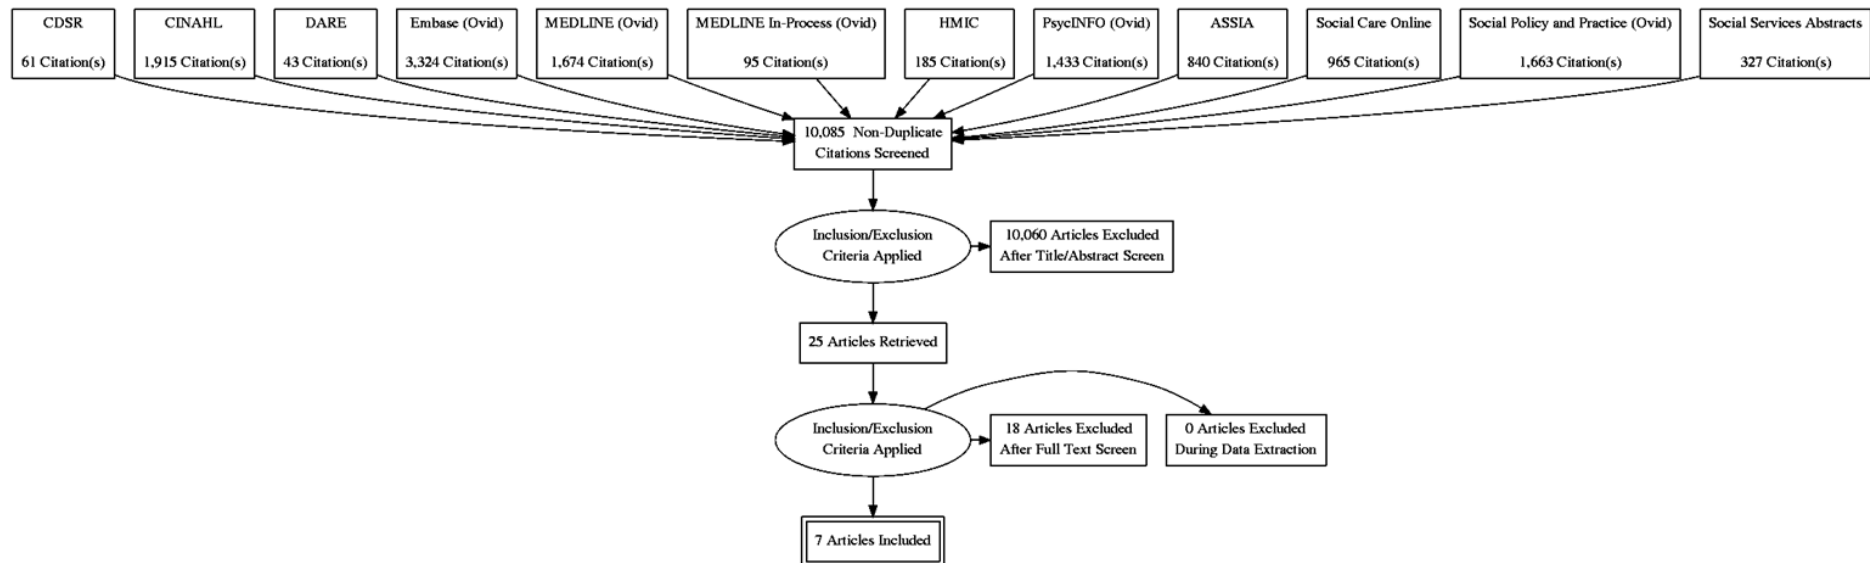 CDSR
61 Citation(s)
CINAHL
1,915 Citation(s)
DARE
43 Citation(s)
Embase (Ovid)
3,324 Citation(s)
MEDLINE (Ovid)
1,674 Citation(s)
MEDLINE In-Process (Ovid)
95 Citation(s)
HMIC
185 Citation(s)
PsycINFO (Ovid)
1,433 Citation(s)
ASSIA
840 Citation(s)
Social Care Online
965 Citation(s)
Social Policy and Practice (Ovid)
1,663 Citation(s)
Social Services Abstracts
327 Citation(s)
10,085 Non-Duplicate
Citations Screened
Inclusion/Exclusion
Criteria Applied
10,060 Articles Excluded
After Title/Abstract Screen
25 Articles Retrieved
Inclusion/Exclusion
Criteria Applied
18 Articles Excluded
After Full Text Screen
0 Articles Excluded
During Data Extraction
7 Articles Included